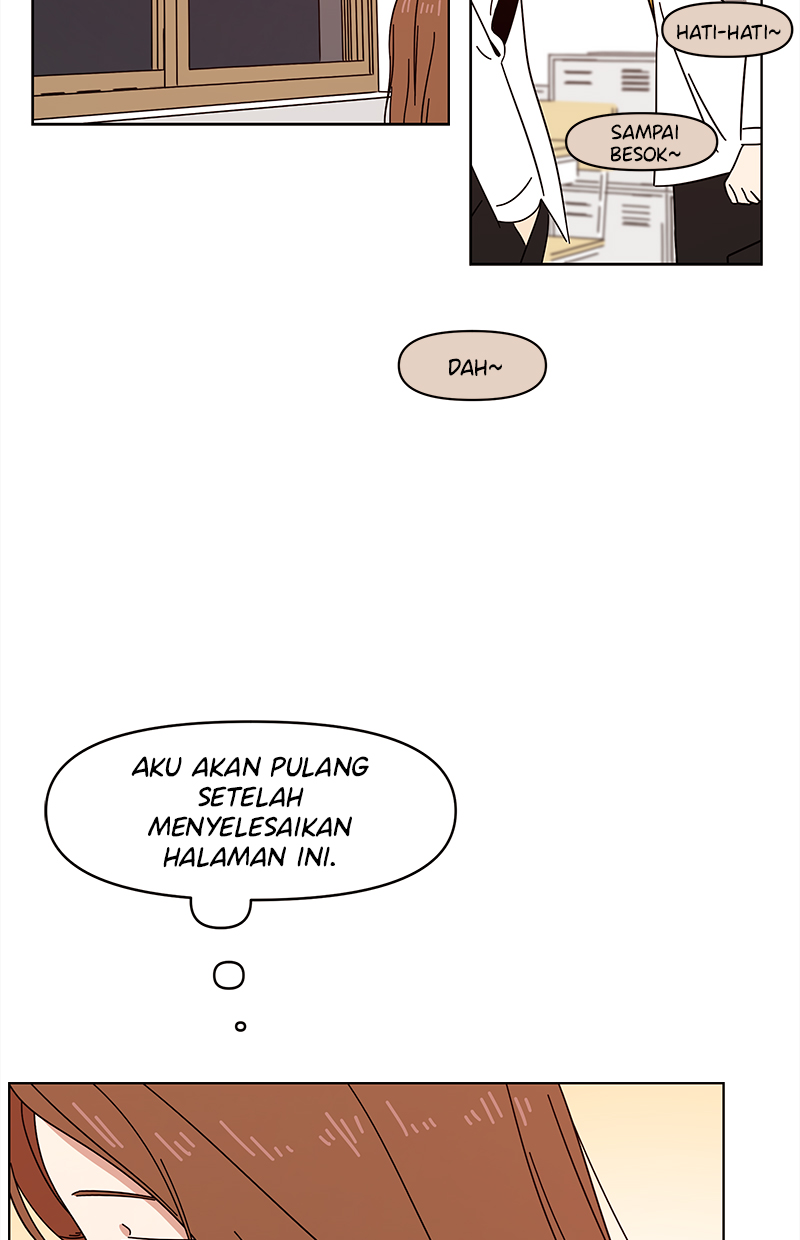 HATI-HATI~
SAMPAI
BESOK~
DAH~
AKU AKAN PULANG
SETELAH
MENYELESAIKAN
HALAMAN INI.